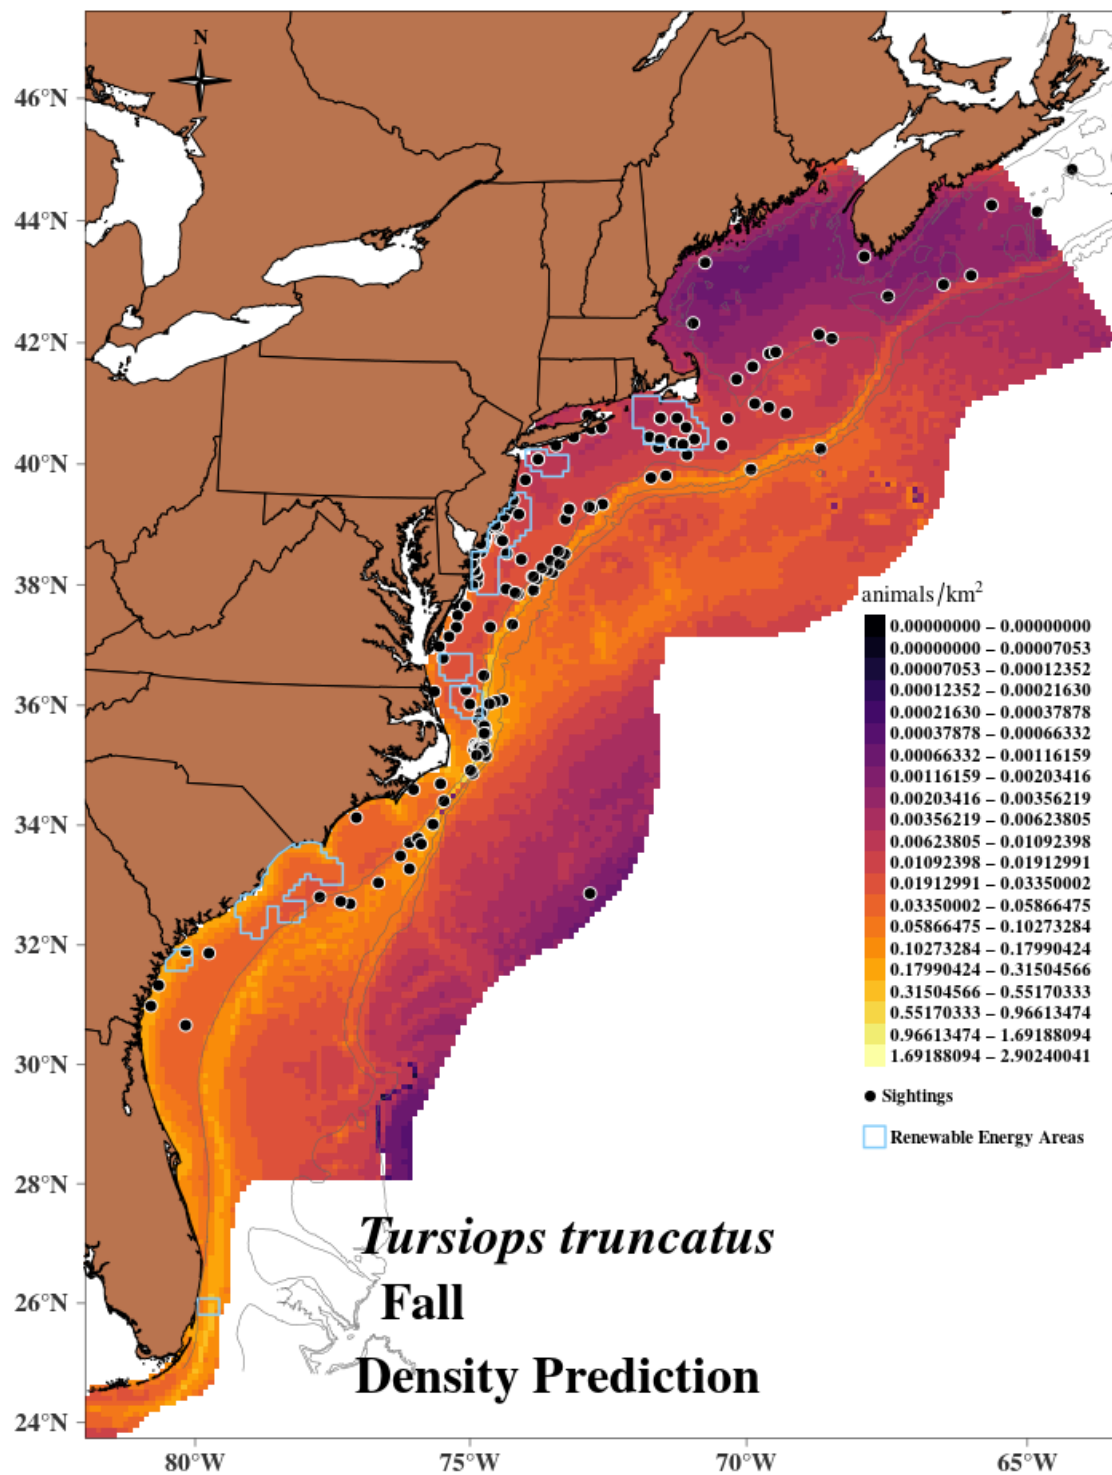 N
46°N
44°N
42°N
40°N
38°N
36°N
34°N
32°N
30°N
28°N
26°N
24°N
80°W
75°W
70°W
65°W
animals/km²
0.00000000 – 0.00000000
0.00000000 – 0.00007053
0.00007053 – 0.00012352
0.00012352 – 0.00021630
0.00021630 – 0.00037878
0.00037878 – 0.00066332
0.00066332 – 0.00116159
0.00116159 – 0.00203416
0.00203416 – 0.00356219
0.00356219 – 0.00623805
0.00623805 – 0.01092398
0.01092398 – 0.01912991
0.01912991 – 0.03350002
0.03350002 – 0.05866475
0.05866475 – 0.10273284
0.10273284 – 0.17990424
0.17990424 – 0.31504566
0.31504566 – 0.55170333
0.55170333 – 0.96613474
0.96613474 – 1.69188094
1.69188094 – 2.90240041
Sightings
Renewable Energy Areas
Tursiops truncatus
Fall
Density Prediction